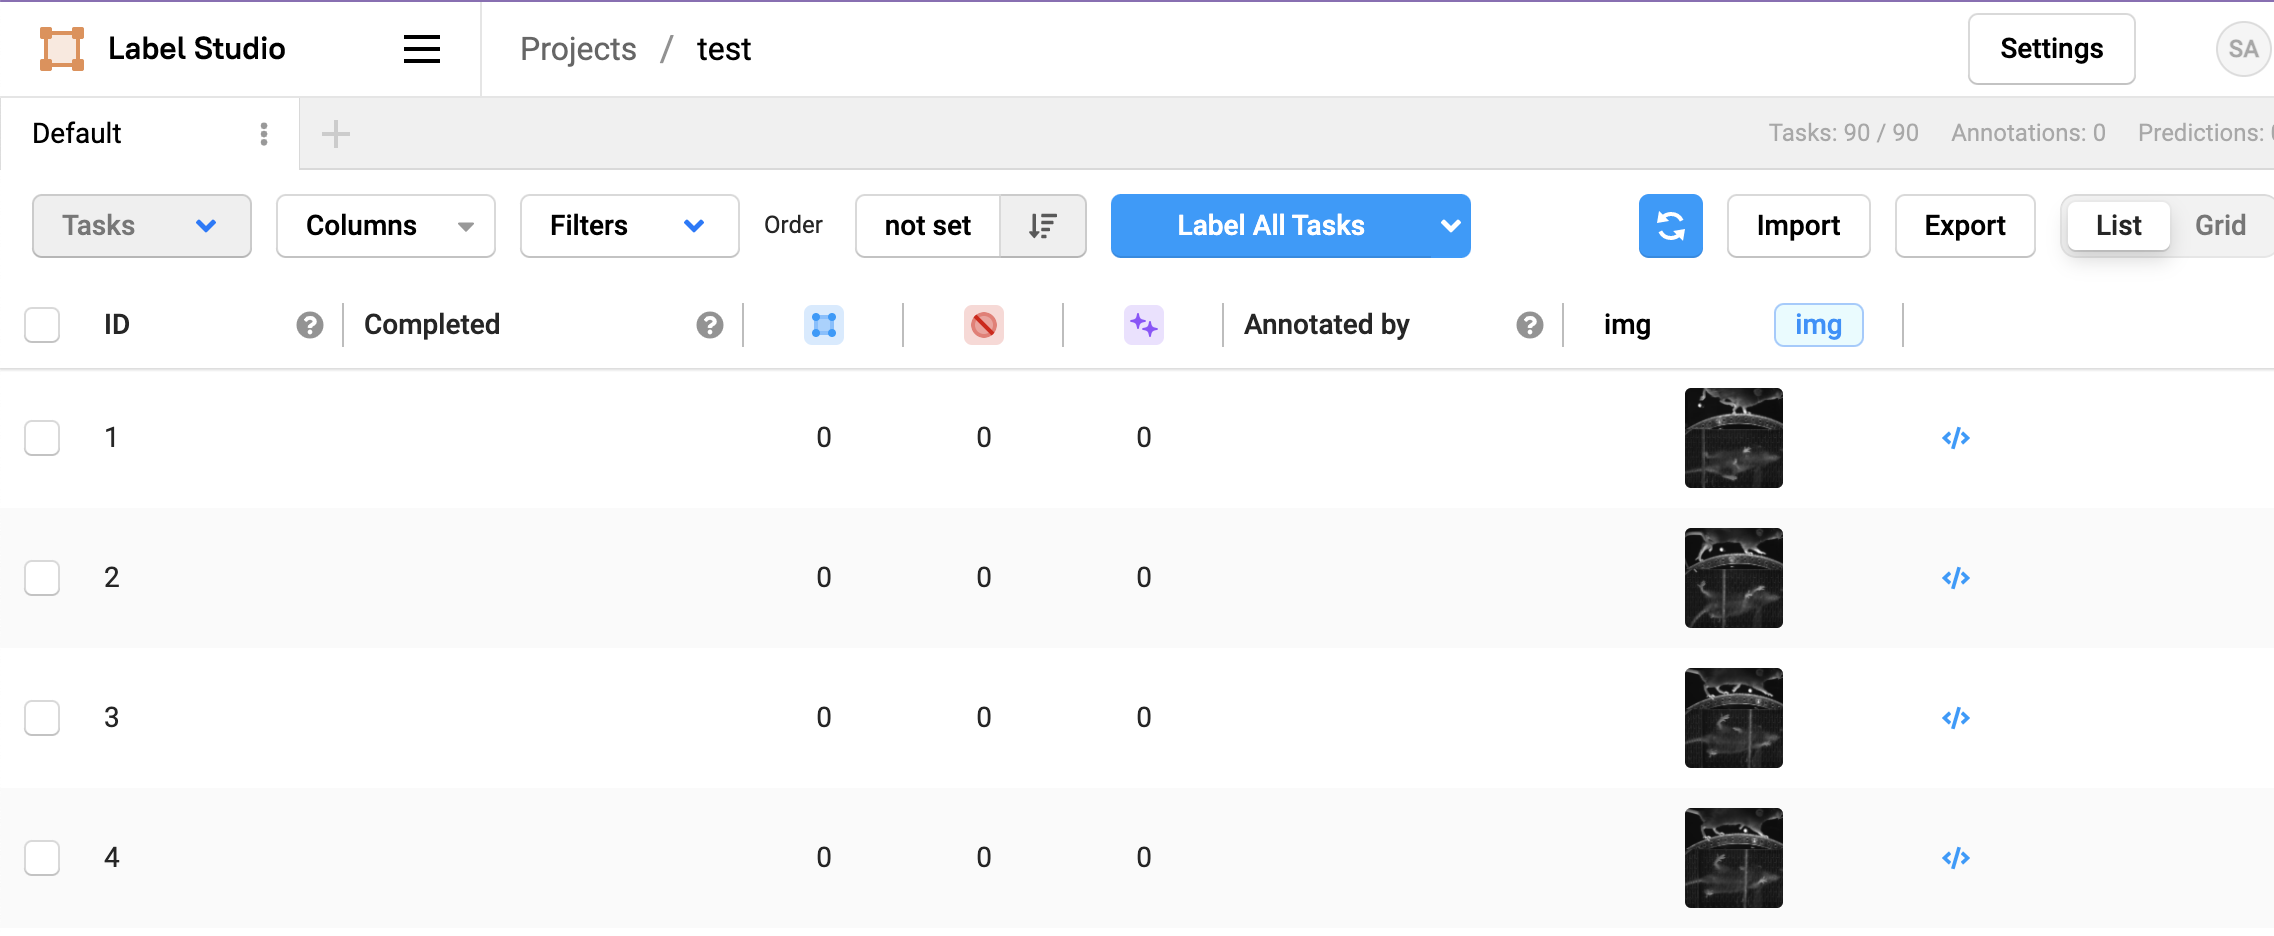 Label Studio Projects / test Settings SA
Default Tasks: 90 / 90 Annotations: 0 Predictions:
Tasks Columns Filters Order not set Label All Tasks Import Export List Grid
ID Completed Annotated by img img
1 0 0 0 </>
2 0 0 0 </>
3 0 0 0 </>
4 0 0 0 </>